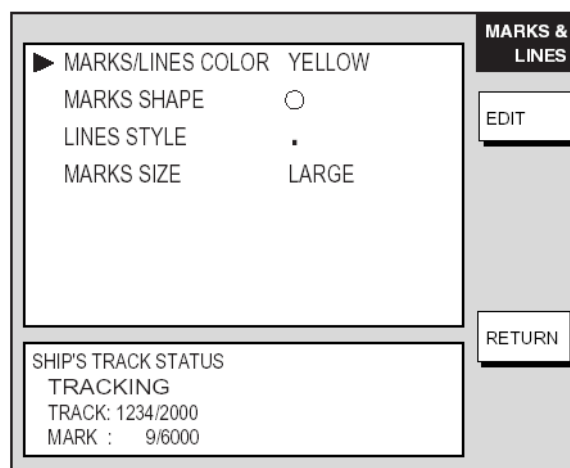 MARKS &
LINES
MARKS/LINES COLOR YELLOW
MARKS SHAPE ○
LINES STYLE .
MARKS SIZE LARGE
EDIT
RETURN
SHIP'S TRACK STATUS
TRACKING
TRACK: 1234/2000
MARK : 9/6000